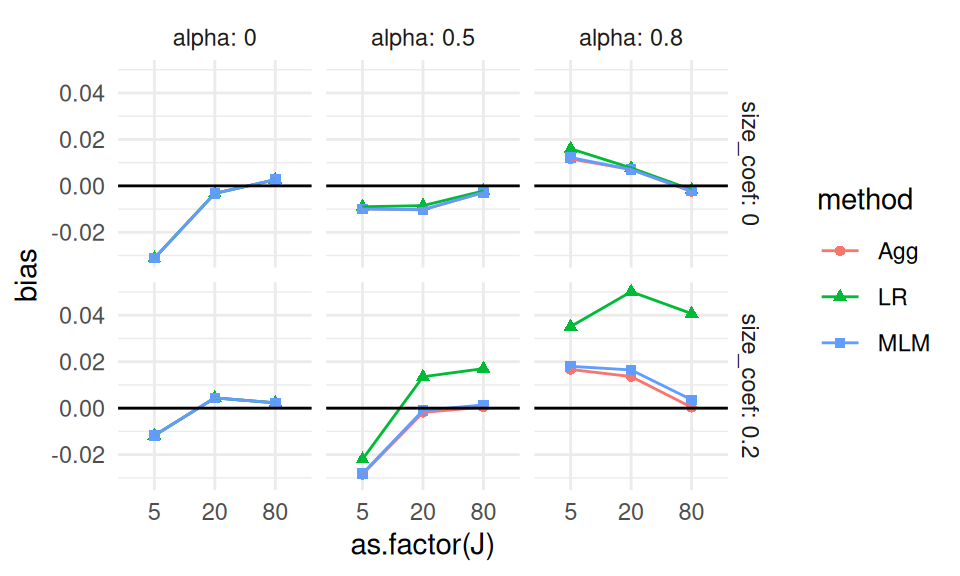 alpha: 0
alpha: 0.5
alpha: 0.8
0.04
0.02
0.00
-0.02
size_coef: 0
0.04
0.02
0.00
-0.02
size_coef: 0.2
bias
5 20 80
5 20 80
5 20 80
as.factor(J)
method
Agg
LR
MLM